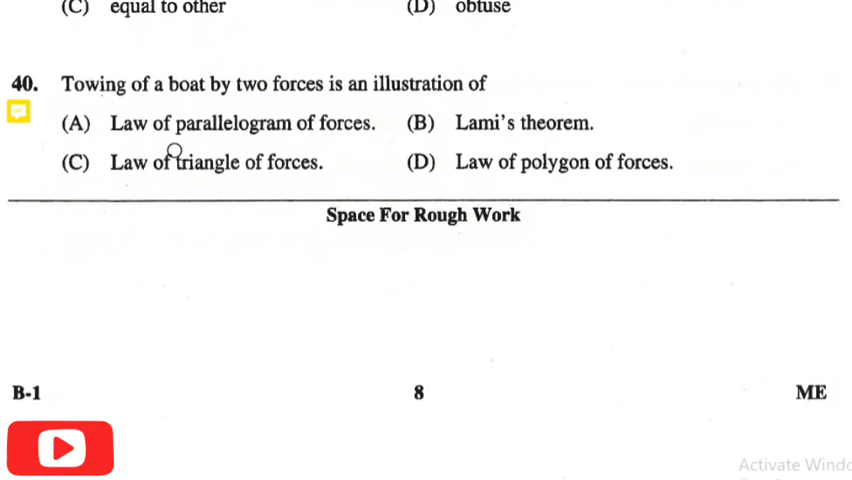 (C) equal to other (D) obtuse
40. Towing of a boat by two forces is an illustration of
(A) Law of parallelogram of forces. (B) Lami's theorem.
(C) Law of triangle of forces. (D) Law of polygon of forces.
Space For Rough Work
B-1 8 ME
Activate Windo